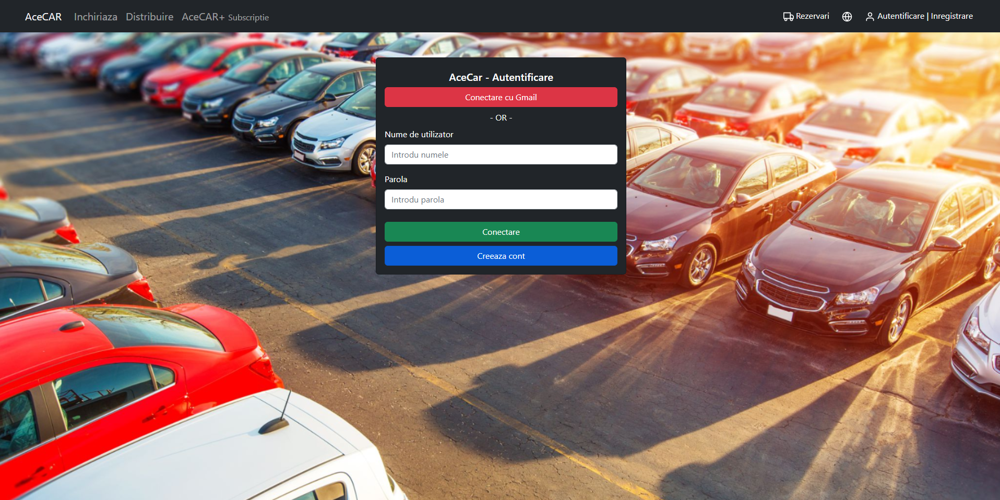 AceCAR Inchiriaza Distribuire AceCAR+ Subscriptie Rezervari Autentificare | Inregistrare
AceCar - Autentificare
Conectare cu Gmail
- OR -
Nume de utilizator
Introdu numele
Parola
Introdu parola
Conectare
Creeaza cont